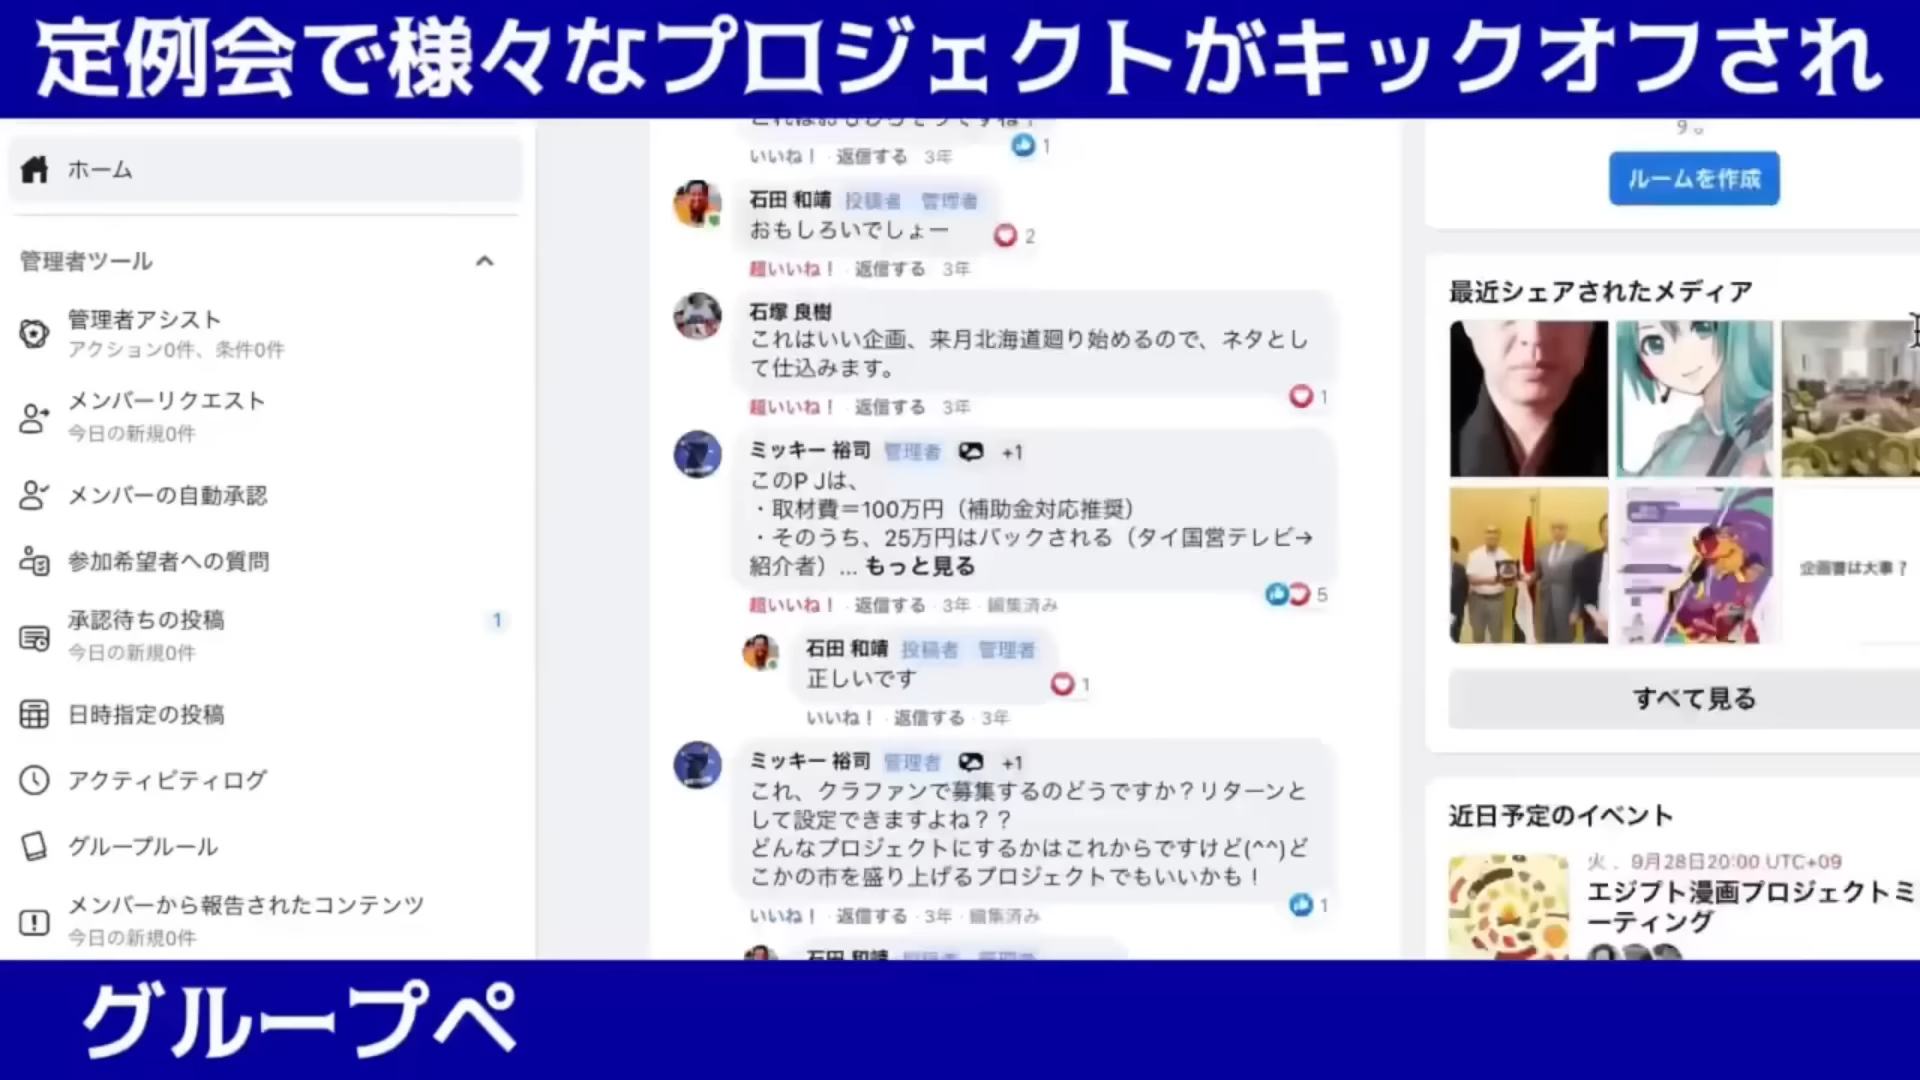 定例会で様々なプロジェクトがキックオフされ
ホーム
管理者ツール
管理者アシスト
アクション0件、条件0件
メンバーリクエスト
今日の新規0件
メンバーの自動承認
参加希望者への質問
承認待ちの投稿
1
今日の新規0件
日時指定の投稿
アクティビティログ
グループルール
メンバーから報告されたコンテンツ
今日の新規0件
いいね! · 返信する 3年
1
石田 和靖 投稿者 管理者
おもしろいでしょー
2
超いいね! · 返信する 3年
石塚 良樹
これはいい企画、来月北海道廻り始めるので、ネタとし
て仕込みます。
1
超いいね! · 返信する 3年
ミッキー 裕司 管理者 +1
このPJは、
・取材費＝100万円（補助金対応推奨）
・そのうち、25万円はバックされる（タイ国営テレビ→
紹介者）... もっと見る
5
超いいね! · 返信する · 3年 · 編集済み
石田 和靖 投稿者 管理者
正しいです
1
いいね! · 返信する · 3年
ミッキー 裕司 管理者 +1
これ、クラファンで募集するのどうですか？リターンと
して設定できますよね？？
どんなプロジェクトにするかはこれからですけど(^^)ど
こかの市を盛り上げるプロジェクトでもいいかも！
1
いいね! · 返信する · 3年 · 編集済み
石田 和靖 投稿者 管理者
ルームを作成
最近シェアされたメディア
企画書は大事？
すべて見る
近日予定のイベント
火 、9月28日20:00 UTC+09
エジプト漫画プロジェクトミ
ーティング
グループペ